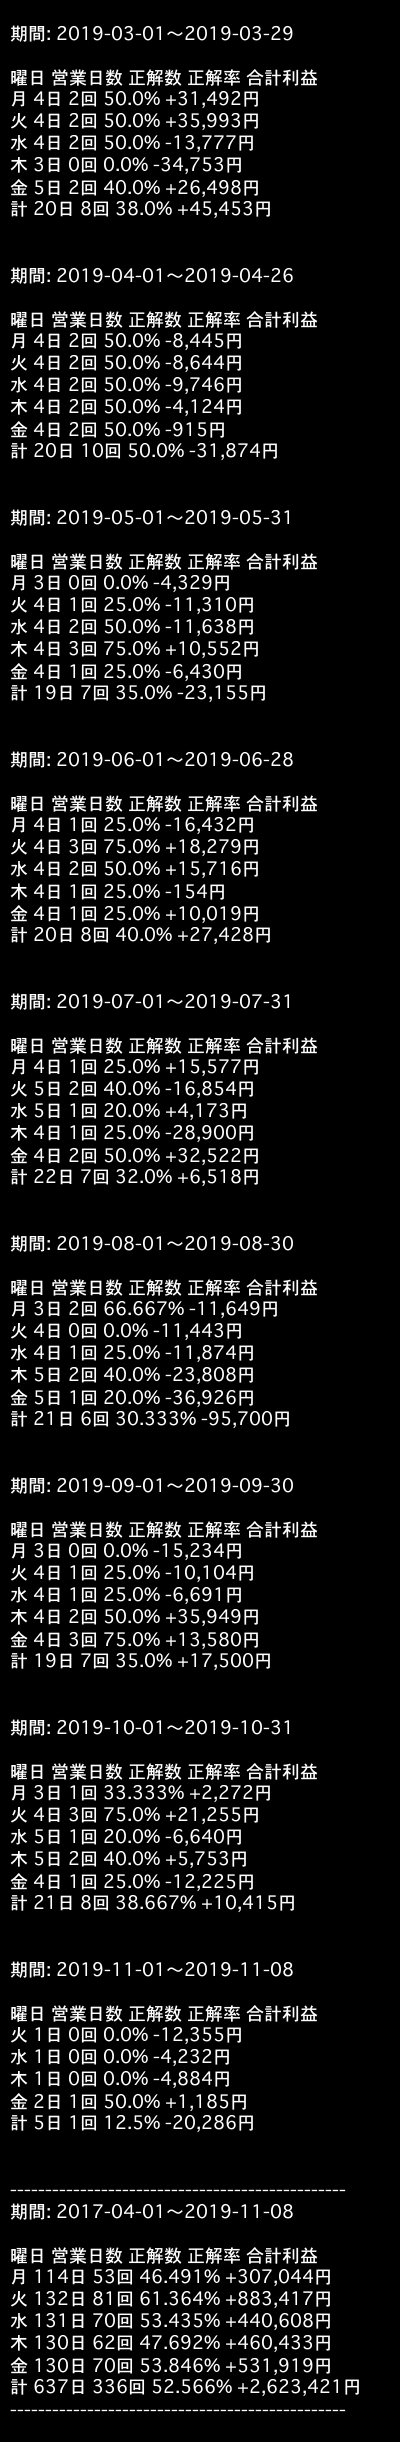 期間: 2019-03-01～2019-03-29
曜日 営業日数 正解数 正解率 合計利益
月 4日 2回 50.0% +31,492円
火 4日 2回 50.0% +35,993円
水 4日 2回 50.0% -13,777円
木 3日 0回 0.0% -34,753円
金 5日 2回 40.0% +26,498円
計 20日 8回 38.0% +45,453円
期間: 2019-04-01～2019-04-26
曜日 営業日数 正解数 正解率 合計利益
月 4日 2回 50.0% -8,445円
火 4日 2回 50.0% -8,644円
水 4日 2回 50.0% -9,746円
木 4日 2回 50.0% -4,124円
金 4日 2回 50.0% -915円
計 20日 10回 50.0% -31,874円
期間: 2019-05-01～2019-05-31
曜日 営業日数 正解数 正解率 合計利益
月 3日 0回 0.0% -4,329円
火 4日 1回 25.0% -11,310円
水 4日 2回 50.0% -11,638円
木 4日 3回 75.0% +10,552円
金 4日 1回 25.0% -6,430円
計 19日 7回 35.0% -23,155円
期間: 2019-06-01～2019-06-28
曜日 営業日数 正解数 正解率 合計利益
月 4日 1回 25.0% -16,432円
火 4日 3回 75.0% +18,279円
水 4日 2回 50.0% +15,716円
木 4日 1回 25.0% -154円
金 4日 1回 25.0% +10,019円
計 20日 8回 40.0% +27,428円
期間: 2019-07-01～2019-07-31
曜日 営業日数 正解数 正解率 合計利益
月 4日 1回 25.0% +15,577円
火 5日 2回 40.0% -16,854円
水 5日 1回 20.0% +4,173円
木 4日 1回 25.0% -28,900円
金 4日 2回 50.0% +32,522円
計 22日 7回 32.0% +6,518円
期間: 2019-08-01～2019-08-30
曜日 営業日数 正解数 正解率 合計利益
月 3日 2回 66.667% -11,649円
火 4日 0回 0.0% -11,443円
水 4日 1回 25.0% -11,874円
木 5日 2回 40.0% -23,808円
金 5日 1回 20.0% -36,926円
計 21日 6回 30.333% -95,700円
期間: 2019-09-01～2019-09-30
曜日 営業日数 正解数 正解率 合計利益
月 3日 0回 0.0% -15,234円
火 4日 1回 25.0% -10,104円
水 4日 1回 25.0% -6,691円
木 4日 2回 50.0% +35,949円
金 4日 3回 75.0% +13,580円
計 19日 7回 35.0% +17,500円
期間: 2019-10-01～2019-10-31
曜日 営業日数 正解数 正解率 合計利益
月 3日 1回 33.333% +2,272円
火 4日 3回 75.0% +21,255円
水 5日 1回 20.0% -6,640円
木 5日 2回 40.0% +5,753円
金 4日 1回 25.0% -12,225円
計 21日 8回 38.667% +10,415円
期間: 2019-11-01～2019-11-08
曜日 営業日数 正解数 正解率 合計利益
火 1日 0回 0.0% -12,355円
水 1日 0回 0.0% -4,232円
木 1日 0回 0.0% -4,884円
金 2日 1回 50.0% +1,185円
計 5日 1回 12.5% -20,286円
------------------------------------------------
期間: 2017-04-01～2019-11-08
曜日 営業日数 正解数 正解率 合計利益
月 114日 53回 46.491% +307,044円
火 132日 81回 61.364% +883,417円
水 131日 70回 53.435% +440,608円
木 130日 62回 47.692% +460,433円
金 130日 70回 53.846% +531,919円
計 637日 336回 52.566% +2,623,421円
------------------------------------------------